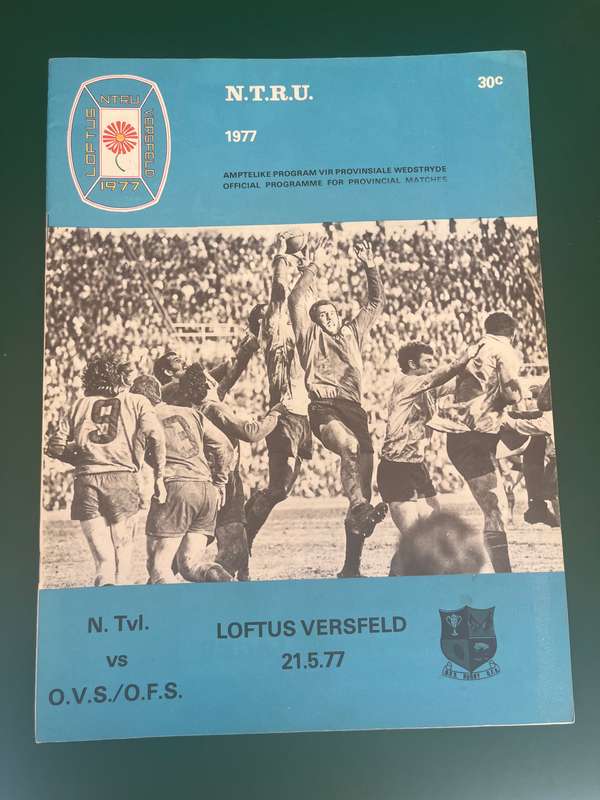 NTRU
LOFTUS
VERSFELD
1977
N.T.R.U.
30c
1977
AMPTELIKE PROGRAM VIR PROVINSIALE WEDSTRYDE
OFFICIAL PROGRAMME FOR PROVINCIAL MATCHES
9
N. Tvl.
vs
O.V.S./O.F.S.
LOFTUS VERSFELD
21.5.77
RUGBY